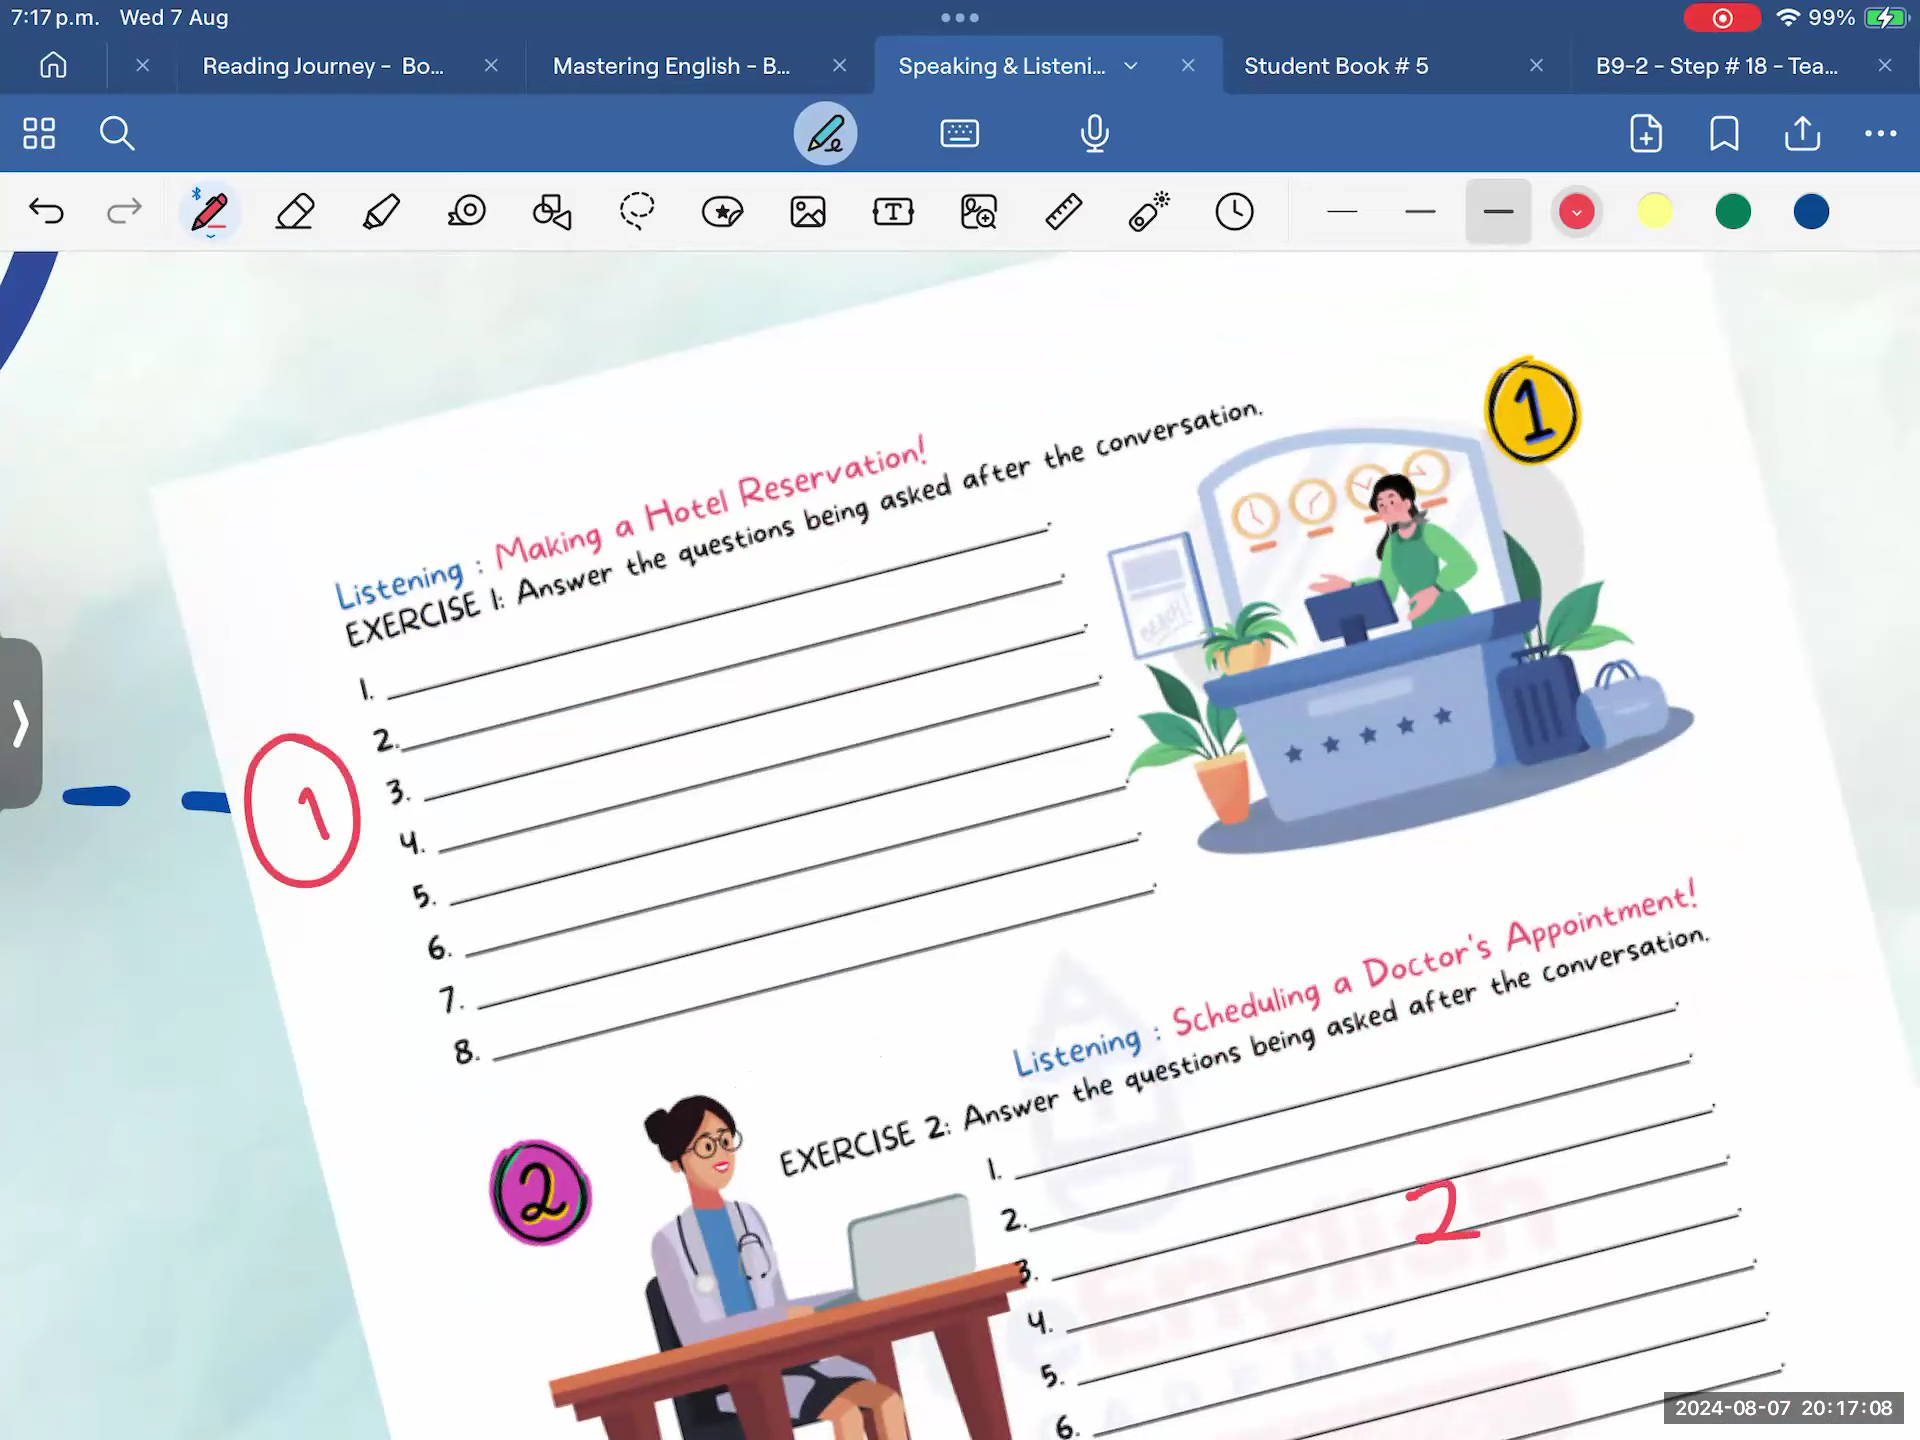 7:17 p.m. Wed 7 Aug
99%
Reading Journey - Bo...
Mastering English - B...
Speaking & Listeni...
Student Book # 5
B9-2 - Step # 18 - Tea...
1
Listening : Making a Hotel Reservation!
EXERCISE 1: Answer the questions being asked after the conversation.
1.
2.
3.
4.
5.
6.
7.
8.
1
Listening : Scheduling a Doctor's Appointment!
EXERCISE 2: Answer the questions being asked after the conversation.
2
1.
2.
3.
4.
5.
6.
2
English
2024-08-07 20:17:08